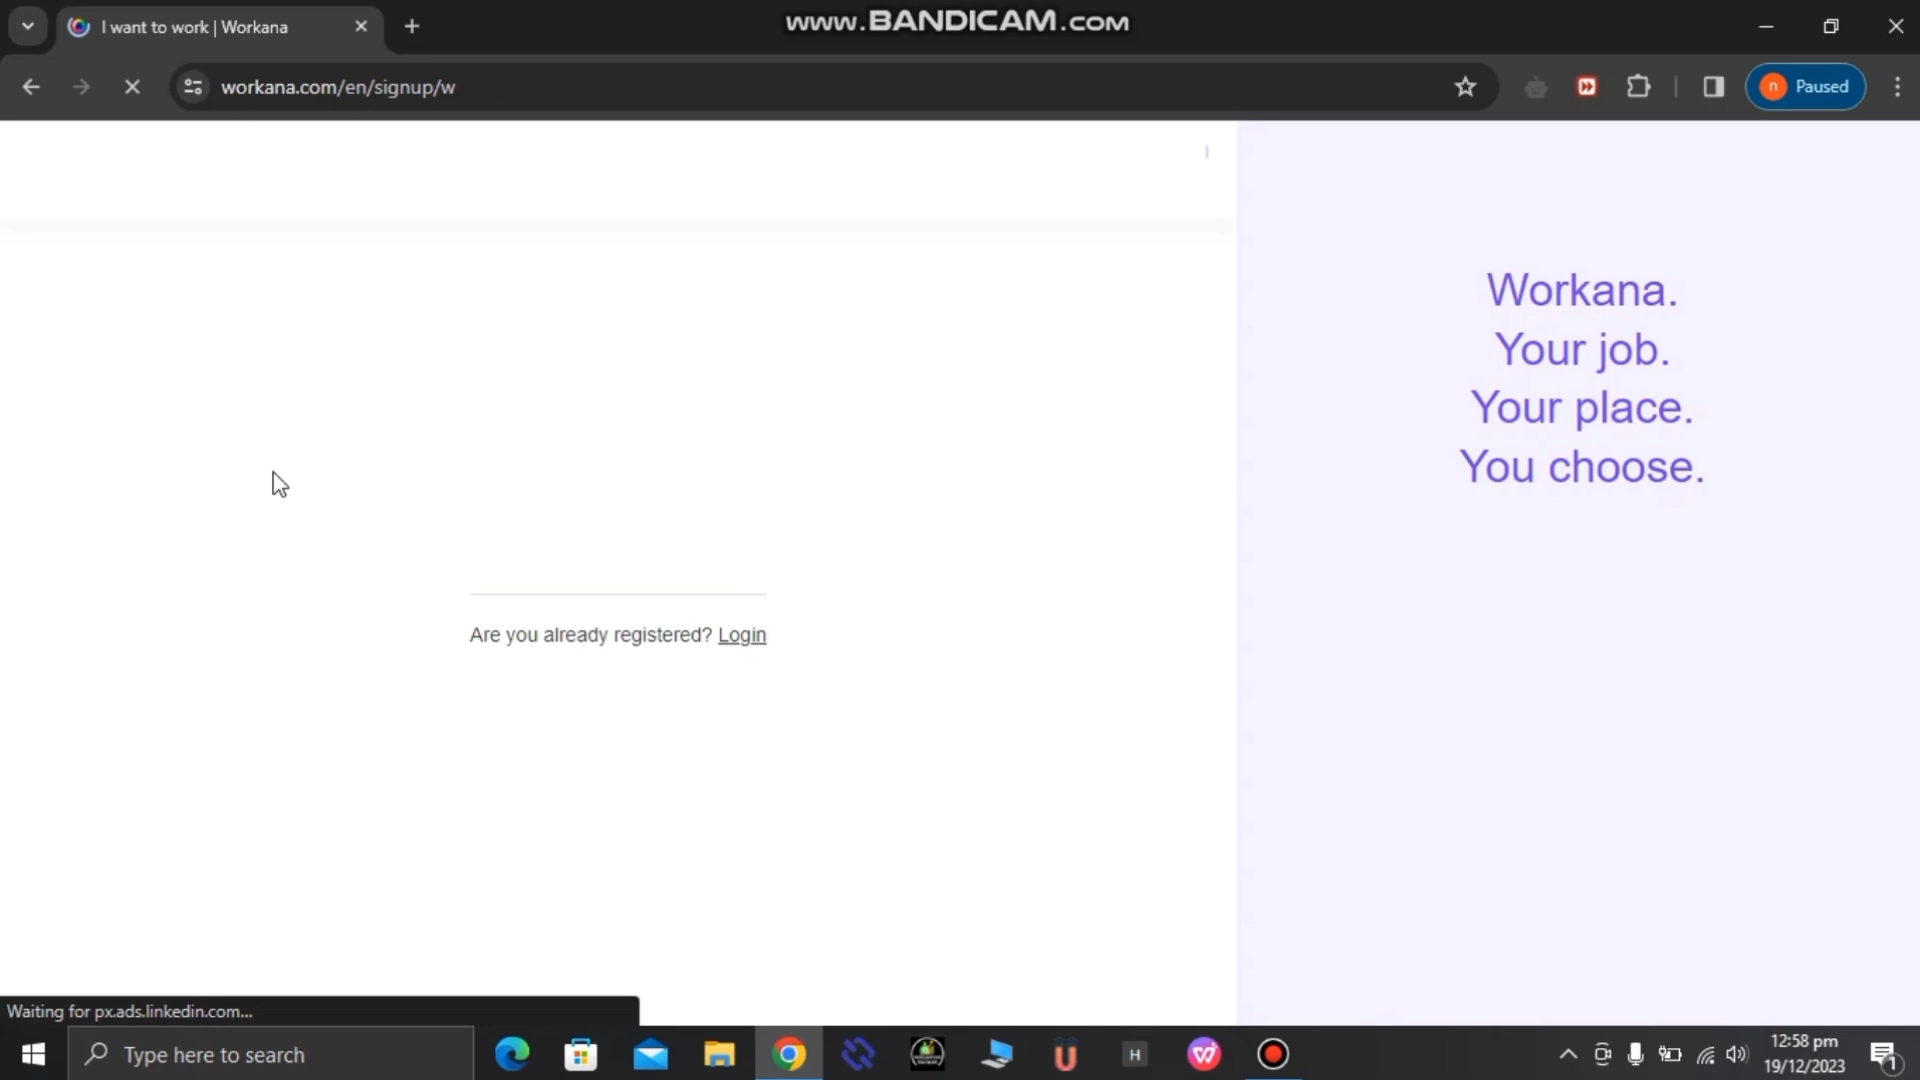 I want to work | Workana
www.BANDICAM.com
workana.com/en/signup/w
n
Paused
Workana.
Your job.
Your place.
You choose.
Are you already registered? Login
Waiting for px.ads.linkedin.com...
Type here to search
H
12:58 pm
19/12/2023
1